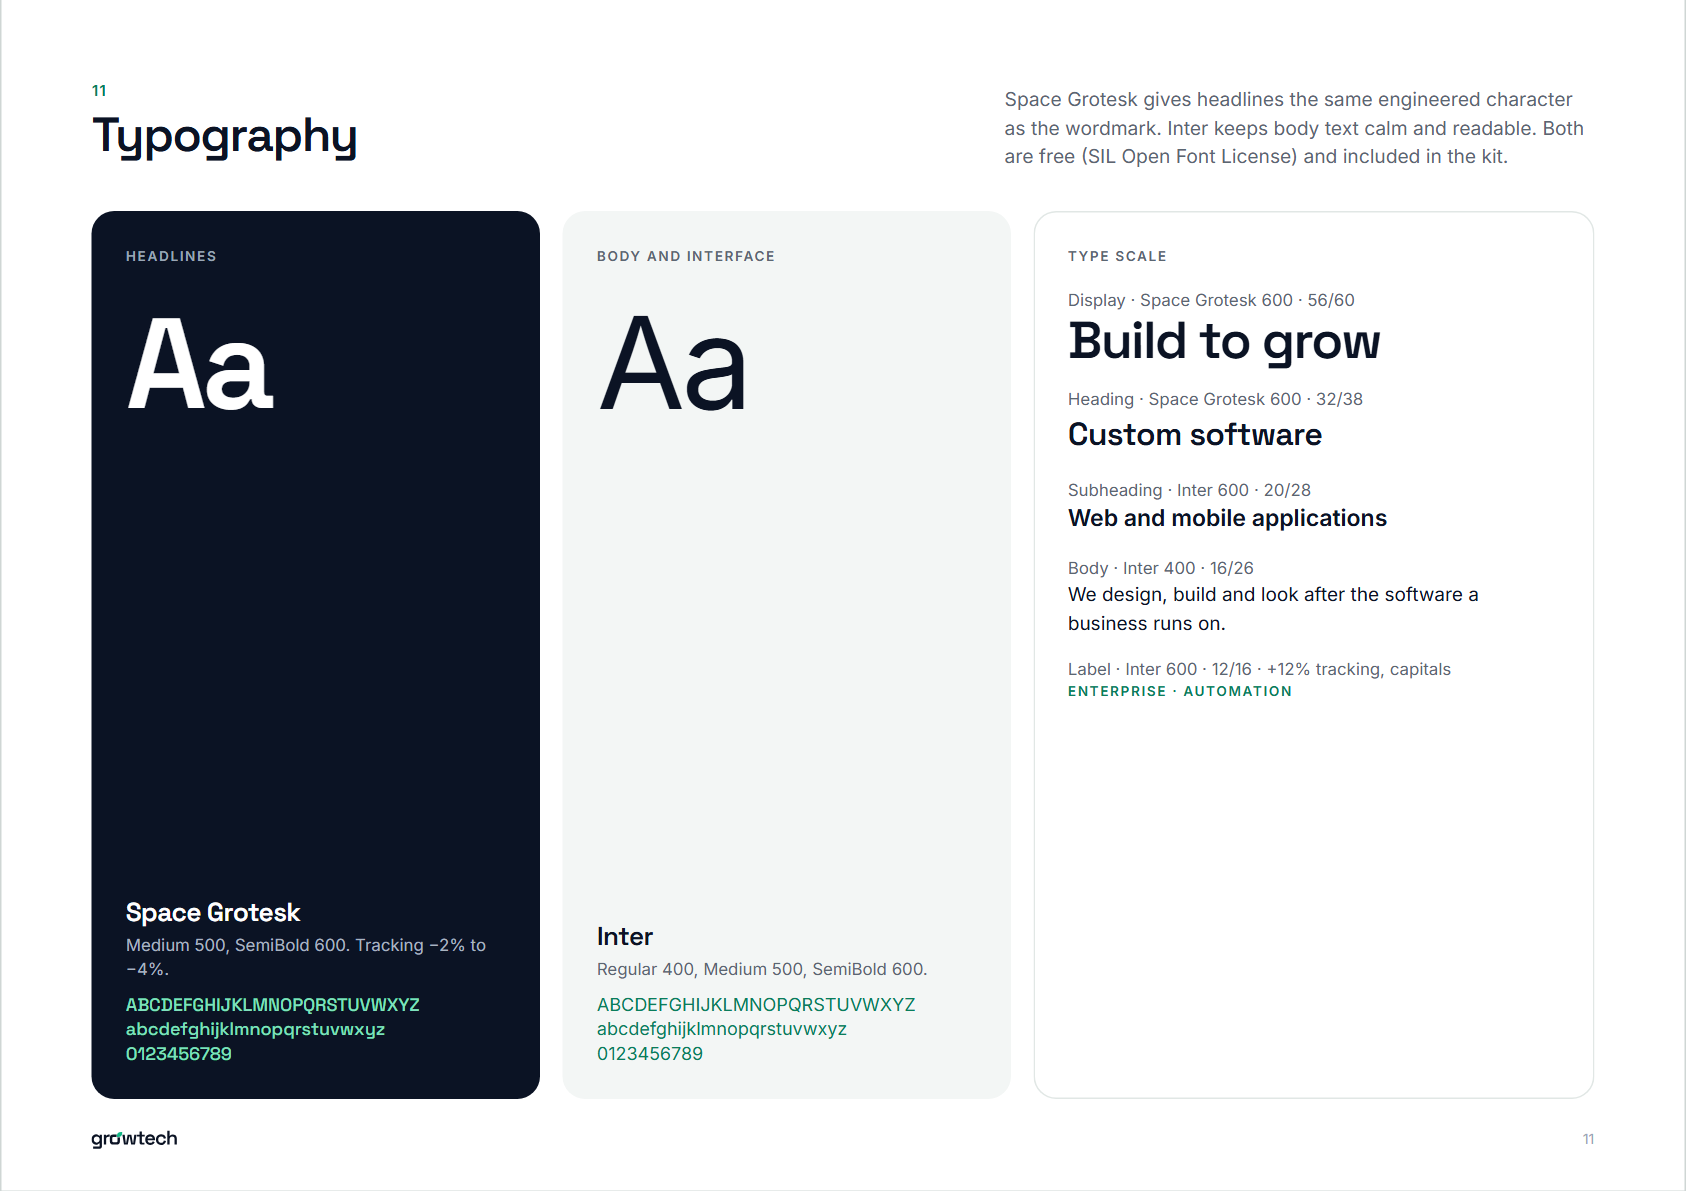 11
Typography
Space Grotesk gives headlines the same engineered character
as the wordmark. Inter keeps body text calm and readable. Both
are free (SIL Open Font License) and included in the kit.
HEADLINES
Aa
Space Grotesk
Medium 500, SemiBold 600. Tracking −2% to
−4%.
ABCDEFGHIJKLMNOPQRSTUVWXYZ
abcdefghijklmnopqrstuvwxyz
0123456789
BODY AND INTERFACE
Aa
Inter
Regular 400, Medium 500, SemiBold 600.
ABCDEFGHIJKLMNOPQRSTUVWXYZ
abcdefghijklmnopqrstuvwxyz
0123456789
TYPE SCALE
Display · Space Grotesk 600 · 56/60
Build to grow
Heading · Space Grotesk 600 · 32/38
Custom software
Subheading · Inter 600 · 20/28
Web and mobile applications
Body · Inter 400 · 16/26
We design, build and look after the software a
business runs on.
Label · Inter 600 · 12/16 · +12% tracking, capitals
ENTERPRISE · AUTOMATION
growtech
11